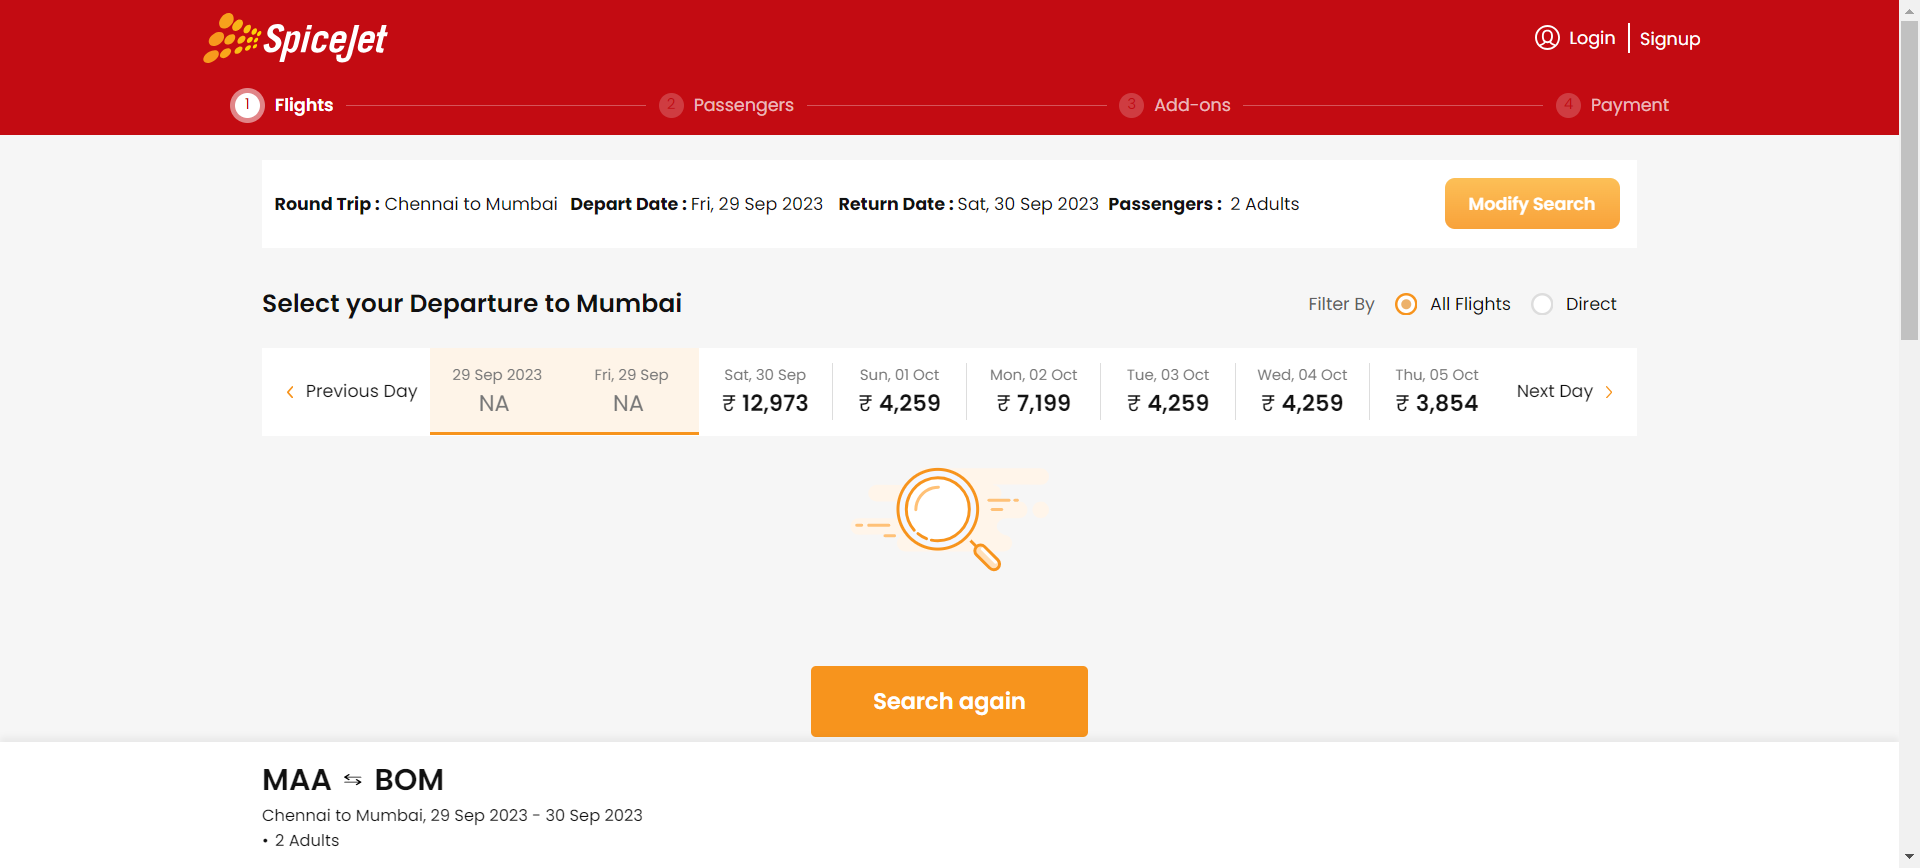 SpiceJet
Login Signup
1 Flights 2 Passengers 3 Add-ons 4 Payment
Round Trip : Chennai to Mumbai Depart Date : Fri, 29 Sep 2023 Return Date : Sat, 30 Sep 2023 Passengers : 2 Adults Modify Search
Select your Departure to Mumbai Filter By All Flights Direct
29 Sep 2023 Fri, 29 Sep Sat, 30 Sep Sun, 01 Oct Mon, 02 Oct Tue, 03 Oct Wed, 04 Oct Thu, 05 Oct
Previous Day NA NA ₹ 12,973 ₹ 4,259 ₹ 7,199 ₹ 4,259 ₹ 4,259 ₹ 3,854 Next Day
Search again
MAA ⇆ BOM
Chennai to Mumbai, 29 Sep 2023 - 30 Sep 2023
• 2 Adults